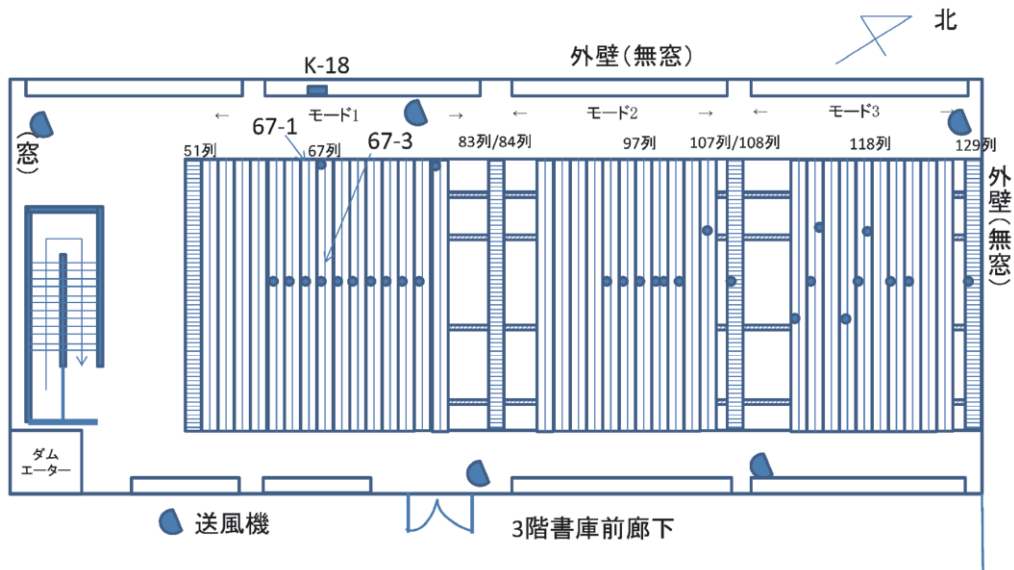 北
外壁(無窓)
K-18
← モード1 →
← モード2 →
← モード3 →
67-1
67-3
(窓)
51列
67列
83列/84列
97列
107列/108列
118列
129列
外壁(無窓)
ダム
エーター
送風機
3階書庫前廊下